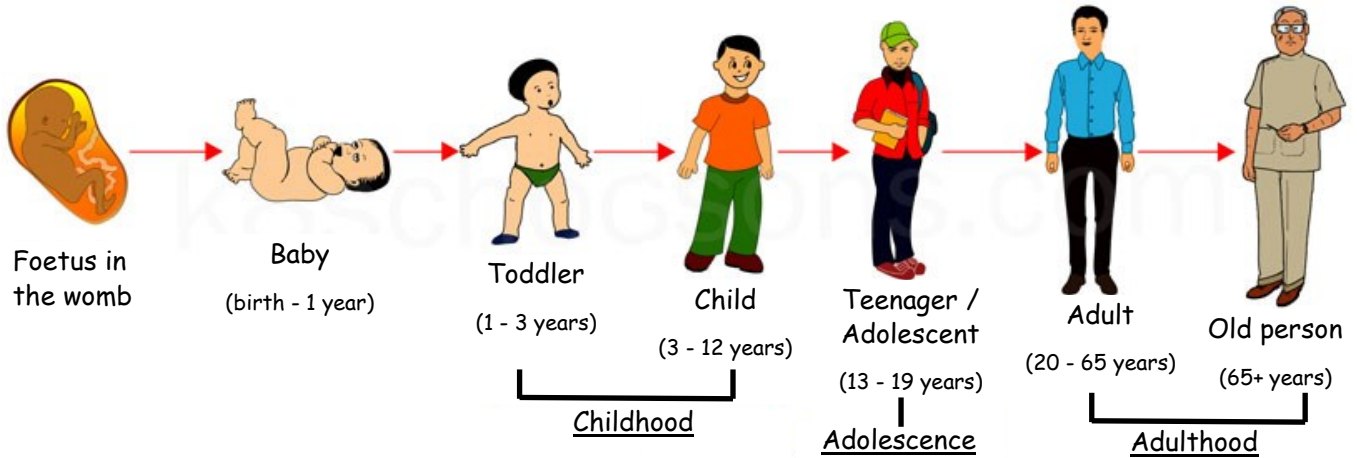 Foetus in
the womb
Baby
(birth - 1 year)
Toddler
(1 - 3 years)
Child
(3 - 12 years)
Teenager /
Adolescent
(13 - 19 years)
Adult
(20 - 65 years)
Old person
(65+ years)
Childhood
Adolescence
Adulthood